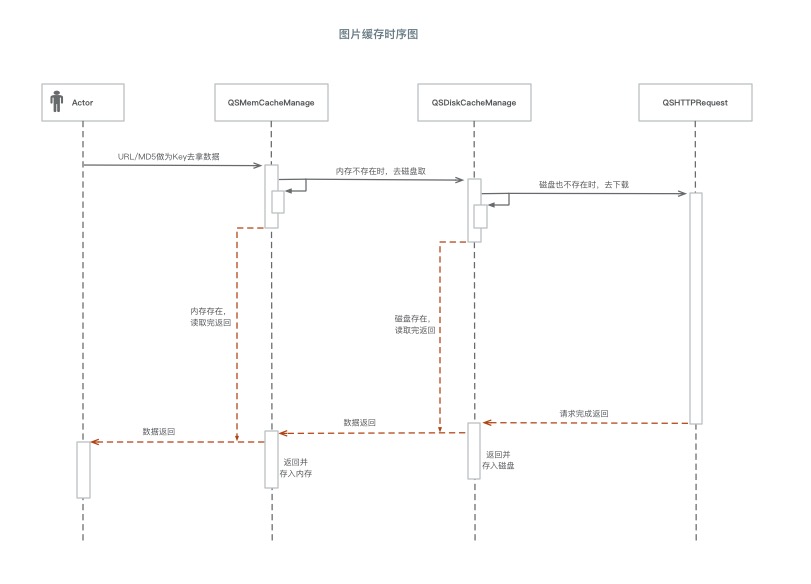 图片缓存时序图
Actor
QSMemCacheManage
QSDiskCacheManage
QSHTTPRequest
URL/MD5做为Key去拿数据
内存不存在时，去磁盘取
磁盘也不存在时，去下载
内存存在，
读取完返回
磁盘存在，
读取完返回
请求完成返回
数据返回
数据返回
返回并
存入磁盘
返回并
存入内存